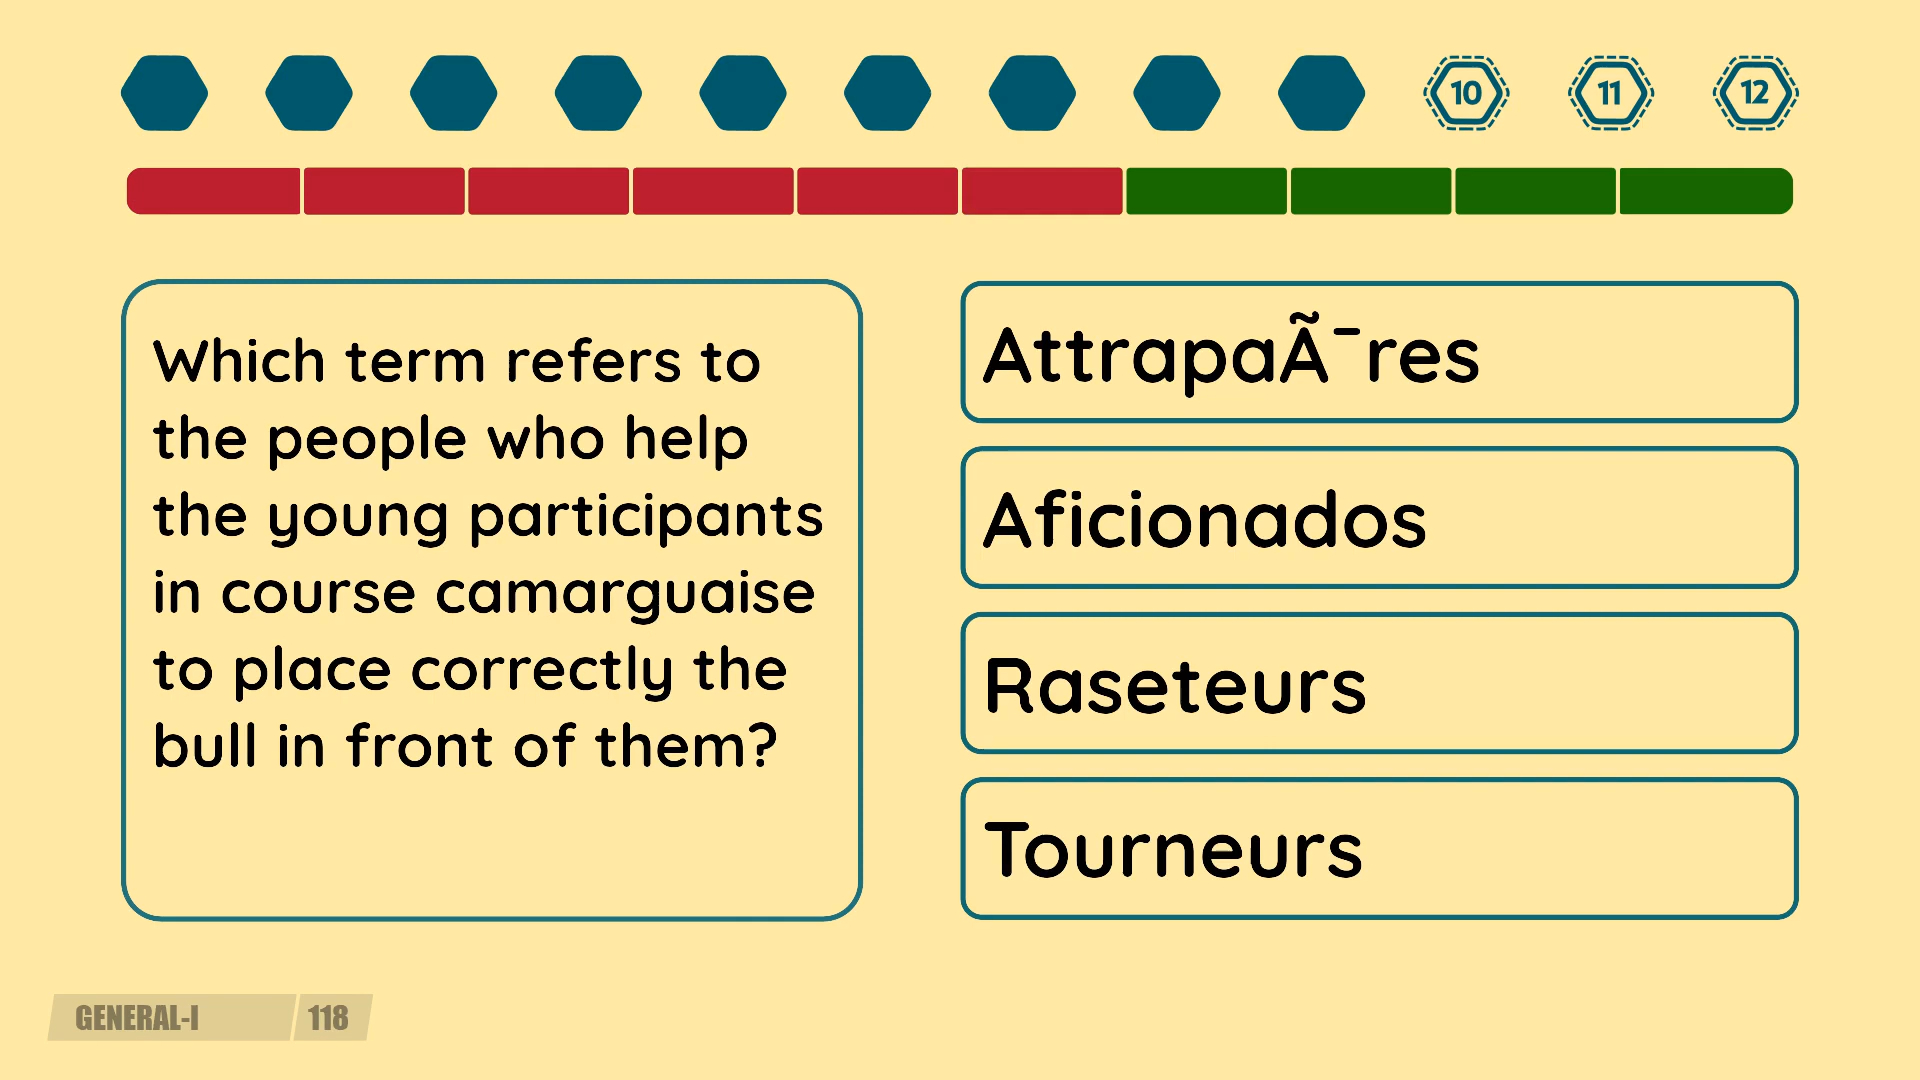 10 11 12
Which term refers to
the people who help
the young participants
in course camarguaise
to place correctly the
bull in front of them?
AttrapaÃ¯res
Aficionados
Raseteurs
Tourneurs
GENERAL-I 118